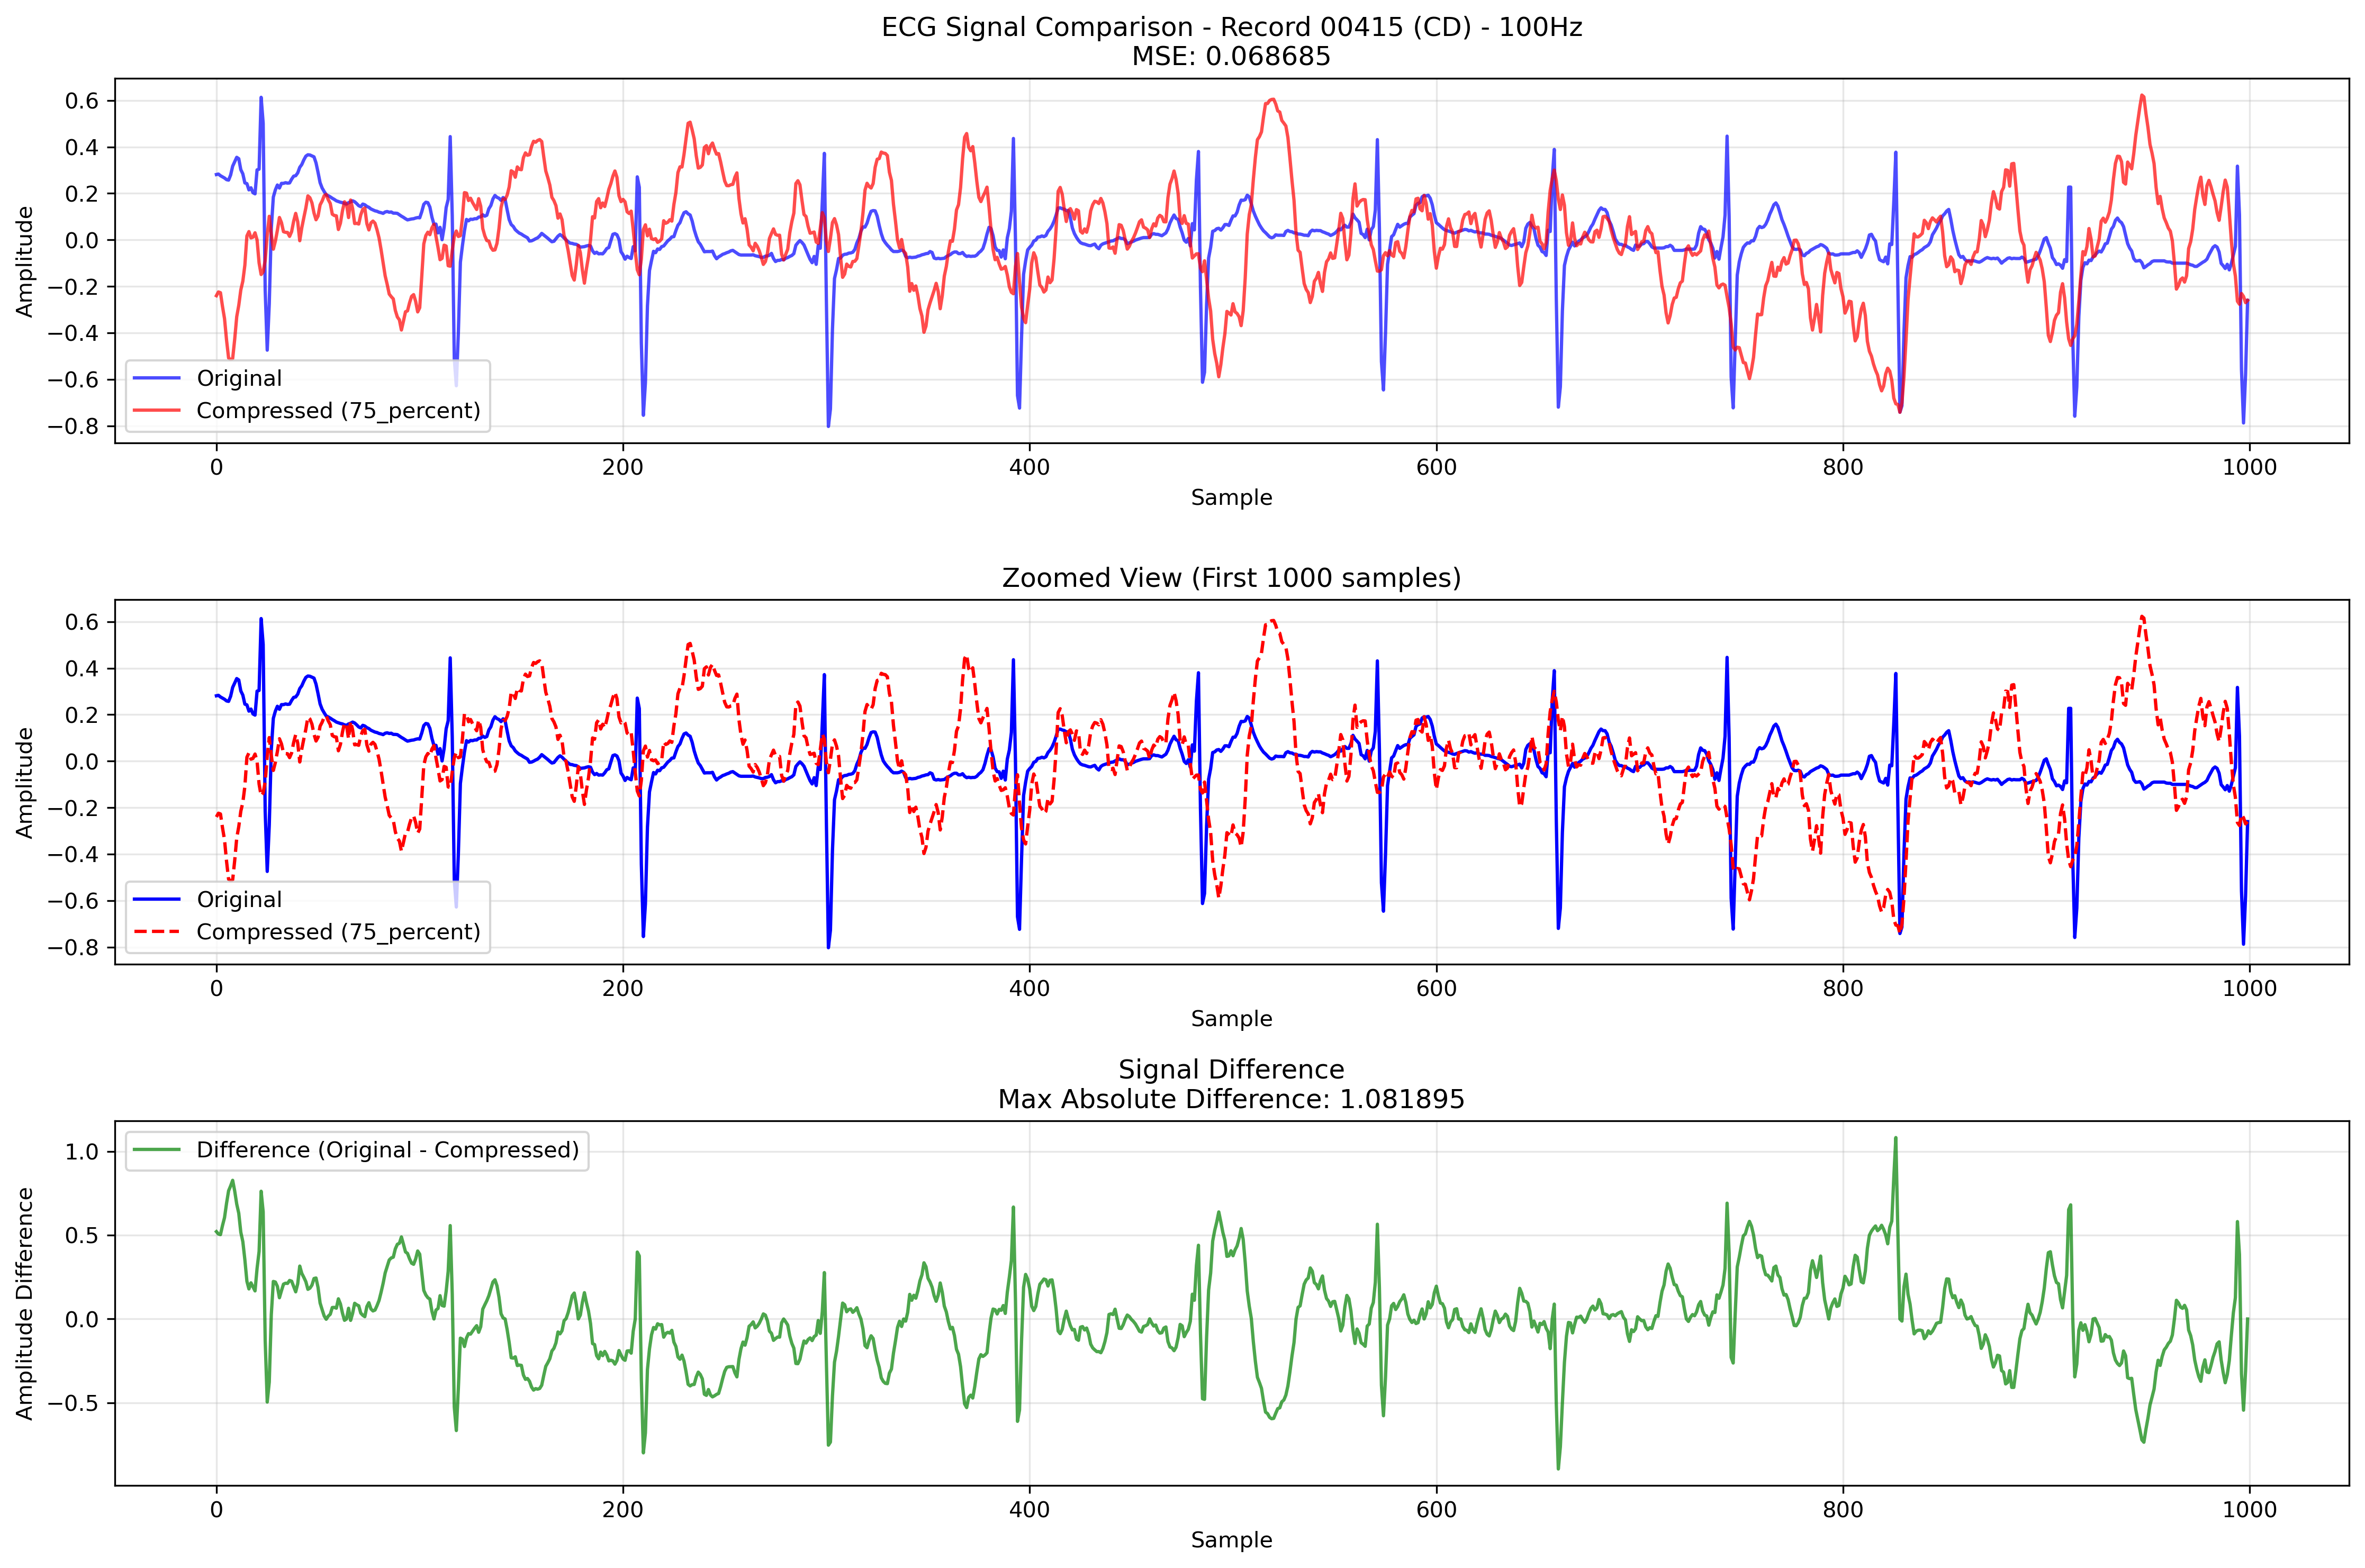 ECG Signal Comparison - Record 00415 (CD) - 100Hz
MSE: 0.068685
0.6
0.4
0.2
0.0
−0.2
−0.4
−0.6
−0.8
Amplitude
Original
Compressed (75_percent)
0 200 400 600 800 1000
Sample
Zoomed View (First 1000 samples)
0.6
0.4
0.2
0.0
−0.2
−0.4
−0.6
−0.8
Amplitude
Original
Compressed (75_percent)
0 200 400 600 800 1000
Sample
Signal Difference
Max Absolute Difference: 1.081895
1.0
0.5
0.0
−0.5
Amplitude Difference
Difference (Original - Compressed)
0 200 400 600 800 1000
Sample